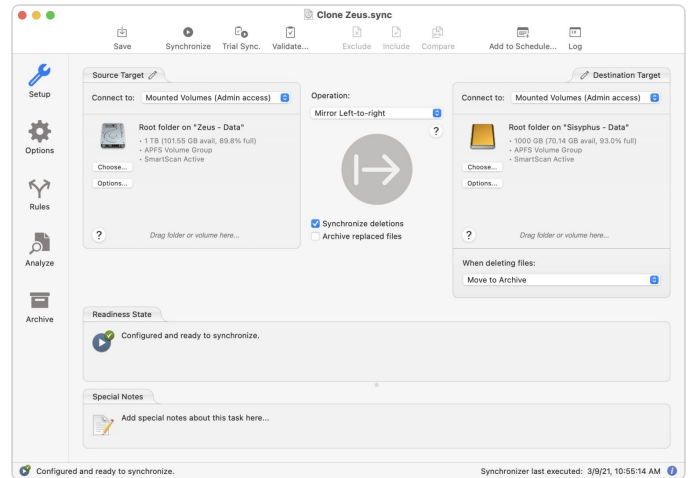 Clone Zeus.sync
Save
Synchronize
Trial Sync.
Validate...
Exclude
Include
Compare
Add to Schedule...
Log
Setup
Options
Rules
Analyze
Archive
Source Target
Connect to: Mounted Volumes (Admin access)
Root folder on "Zeus - Data"
• 1 TB (101.55 GB avail, 89.8% full)
• APFS Volume Group
• SmartScan Active
Choose...
Options...
? Drag folder or volume here...
Operation:
Mirror Left-to-right
?
Synchronize deletions
Archive replaced files
Destination Target
Connect to: Mounted Volumes (Admin access)
Root folder on "Sisyphus - Data"
• 1000 GB (70.14 GB avail, 93.0% full)
• APFS Volume Group
• SmartScan Active
Choose...
Options...
? Drag folder or volume here...
When deleting files:
Move to Archive
Readiness State
Configured and ready to synchronize.
Special Notes
Add special notes about this task here...
Configured and ready to synchronize.
Synchronizer last executed: 3/9/21, 10:55:14 AM